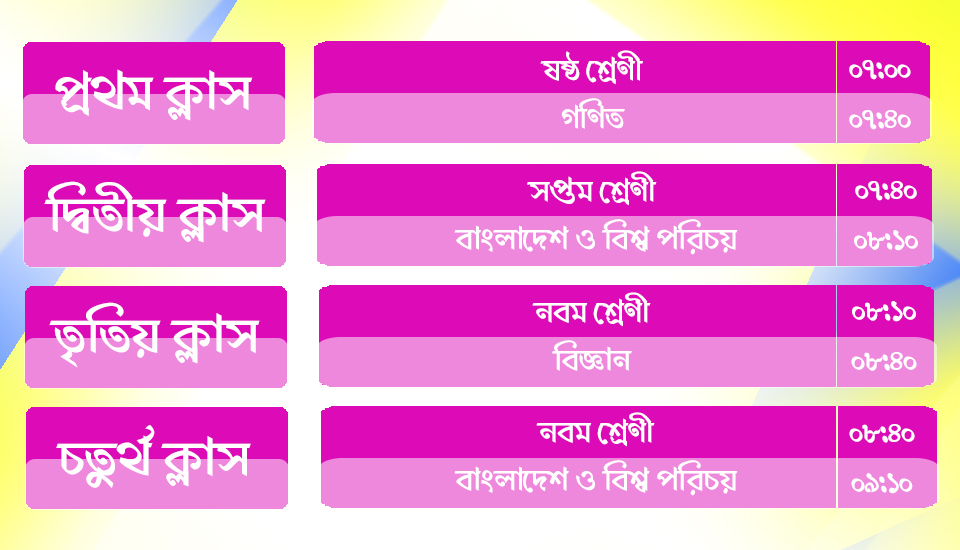 প্রথম ক্লাস
ষষ্ঠ শ্রেণী ০৭:০০
গণিত ০৭:৪০
দ্বিতীয় ক্লাস
সপ্তম শ্রেণী ০৭:৪০
বাংলাদেশ ও বিশ্ব পরিচয় ০৮:১০
তৃতিয় ক্লাস
নবম শ্রেণী ০৮:১০
বিজ্ঞান ০৮:৪০
চতুর্থ ক্লাস
নবম শ্রেণী ০৮:৪০
বাংলাদেশ ও বিশ্ব পরিচয় ০৯:১০